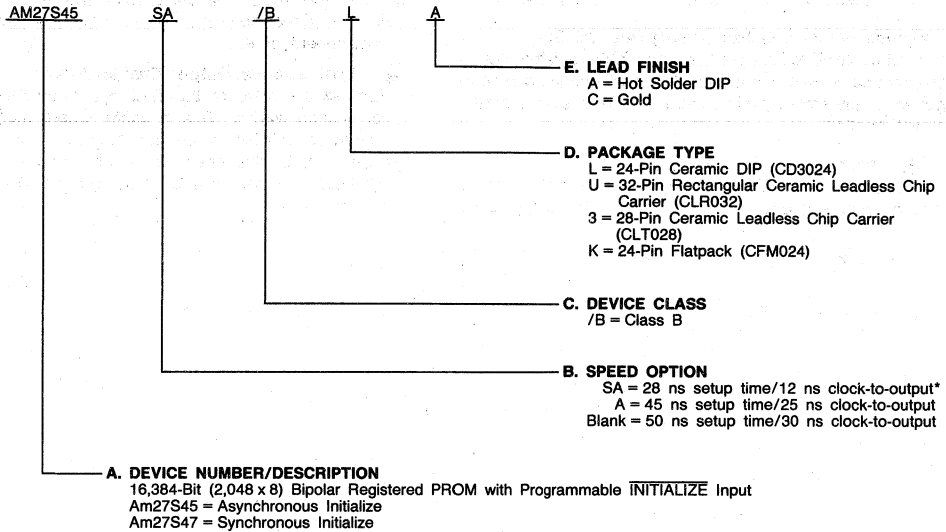 AM27S45 SA /B L A
E. LEAD FINISH
A = Hot Solder DIP
C = Gold
D. PACKAGE TYPE
L = 24-Pin Ceramic DIP (CD3024)
U = 32-Pin Rectangular Ceramic Leadless Chip
Carrier (CLR032)
3 = 28-Pin Ceramic Leadless Chip Carrier
(CLT028)
K = 24-Pin Flatpack (CFM024)
C. DEVICE CLASS
/B = Class B
B. SPEED OPTION
SA = 28 ns setup time/12 ns clock-to-output*
A = 45 ns setup time/25 ns clock-to-output
Blank = 50 ns setup time/30 ns clock-to-output
A. DEVICE NUMBER/DESCRIPTION
16,384-Bit (2,048 x 8) Bipolar Registered PROM with Programmable INITIALIZE Input
Am27S45 = Asynchronous Initialize
Am27S47 = Synchronous Initialize